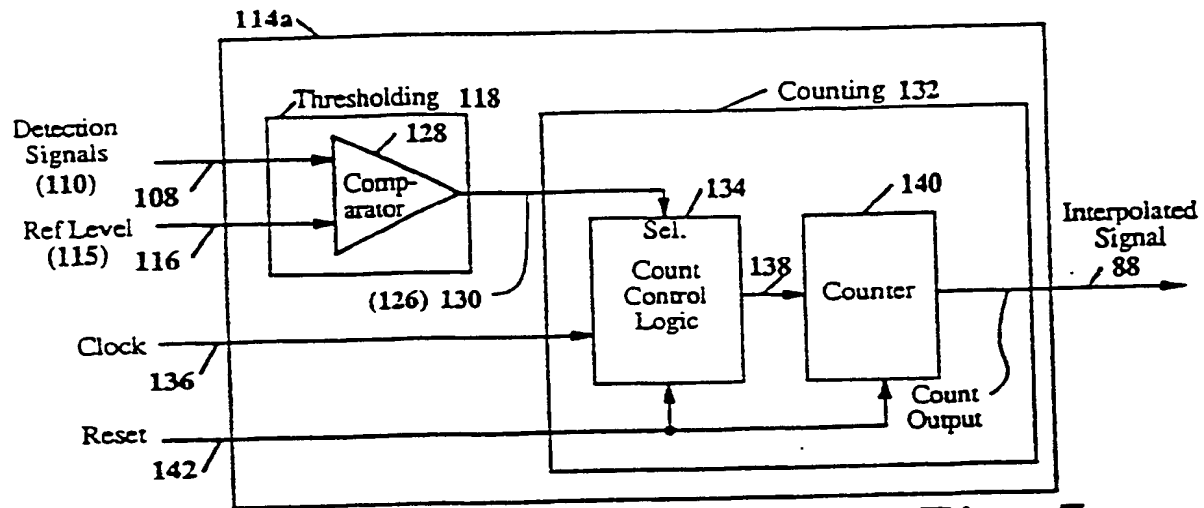 114a
Thresholding 118
Counting 132
Detection
Signals
(110)
108
128
Comp-
arator
Ref Level
(115)
116
134
140
Sel.
Count
Control
Logic
138
Counter
Interpolated
Signal
88
(126) 130
Clock
136
Count
Output
Reset
142